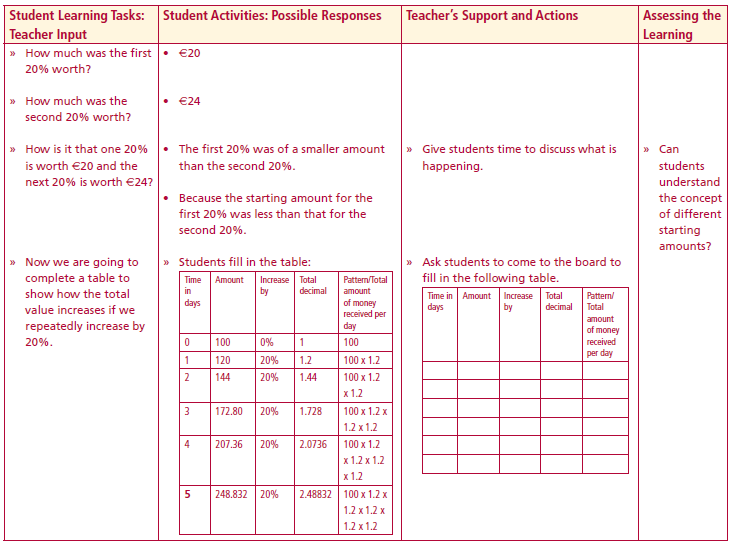 Student Learning Tasks:
Teacher Input
Student Activities: Possible Responses
Teacher's Support and Actions
Assessing the
Learning
» How much was the first
20% worth?
• €20
» How much was the
second 20% worth?
• €24
» How is it that one 20%
is worth €20 and the
next 20% is worth €24?
• The first 20% was of a smaller amount
than the second 20%.
• Because the starting amount for the
first 20% was less than that for the
second 20%.
» Give students time to discuss what is
happening.
» Can
students
understand
the concept
of different
starting
amounts?
» Now we are going to
complete a table to
show how the total
value increases if we
repeatedly increase by
20%.
» Students fill in the table:
Time
in
days
Amount
Increase
by
Total
decimal
Pattern/Total
amount
of money
received per
day
0 100 0% 1 100
1 120 20% 1.2 100 x 1.2
2 144 20% 1.44 100 x 1.2
x 1.2
3 172.80 20% 1.728 100 x 1.2 x
1.2 x 1.2
4 207.36 20% 2.0736 100 x 1.2
x 1.2 x 1.2
x 1.2
5 248.832 20% 2.48832 100 x 1.2 x
1.2 x 1.2 x
1.2 x 1.2
» Ask students to come to the board to
fill in the following table.
Time in
days
Amount
Increase
by
Total
decimal
Pattern/
Total
amount
of money
received
per day